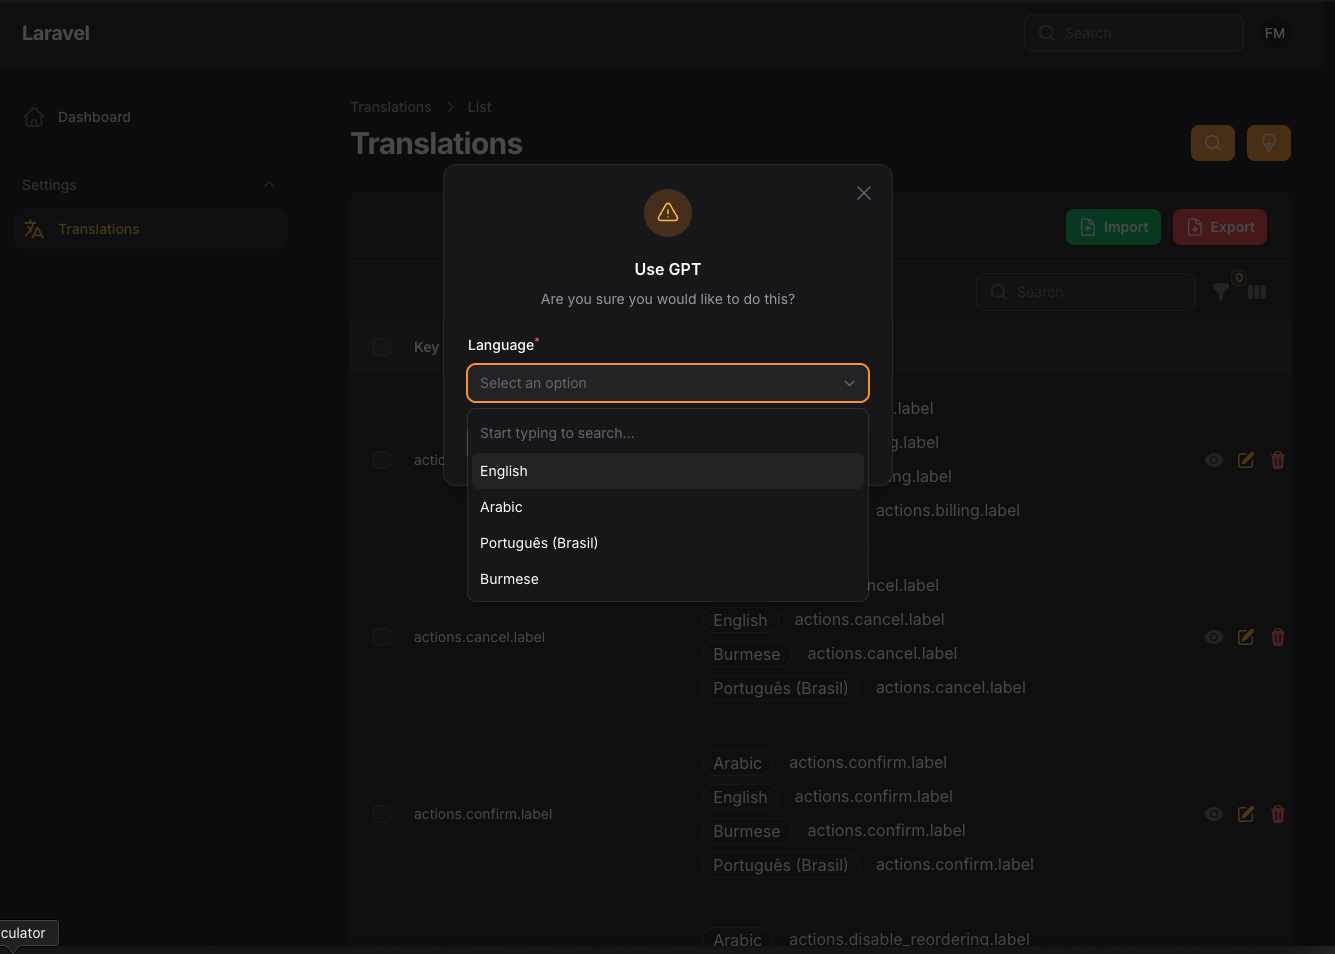 Laravel
Search
FM
Dashboard
Translations
List
Translations
Settings
Translations
Import
Export
Use GPT
Are you sure you would like to do this?
Search
0
Key
Language*
Select an option
Start typing to search...
English
Arabic
Português (Brasil)
Burmese
actic
.label
g.label
ng.label
actions.billing.label
actions.cancel.label
ncel.label
English actions.cancel.label
Burmese actions.cancel.label
Português (Brasil) actions.cancel.label
actions.confirm.label
Arabic actions.confirm.label
English actions.confirm.label
Burmese actions.confirm.label
Português (Brasil) actions.confirm.label
Arabic actions.disable_reordering.label
culator